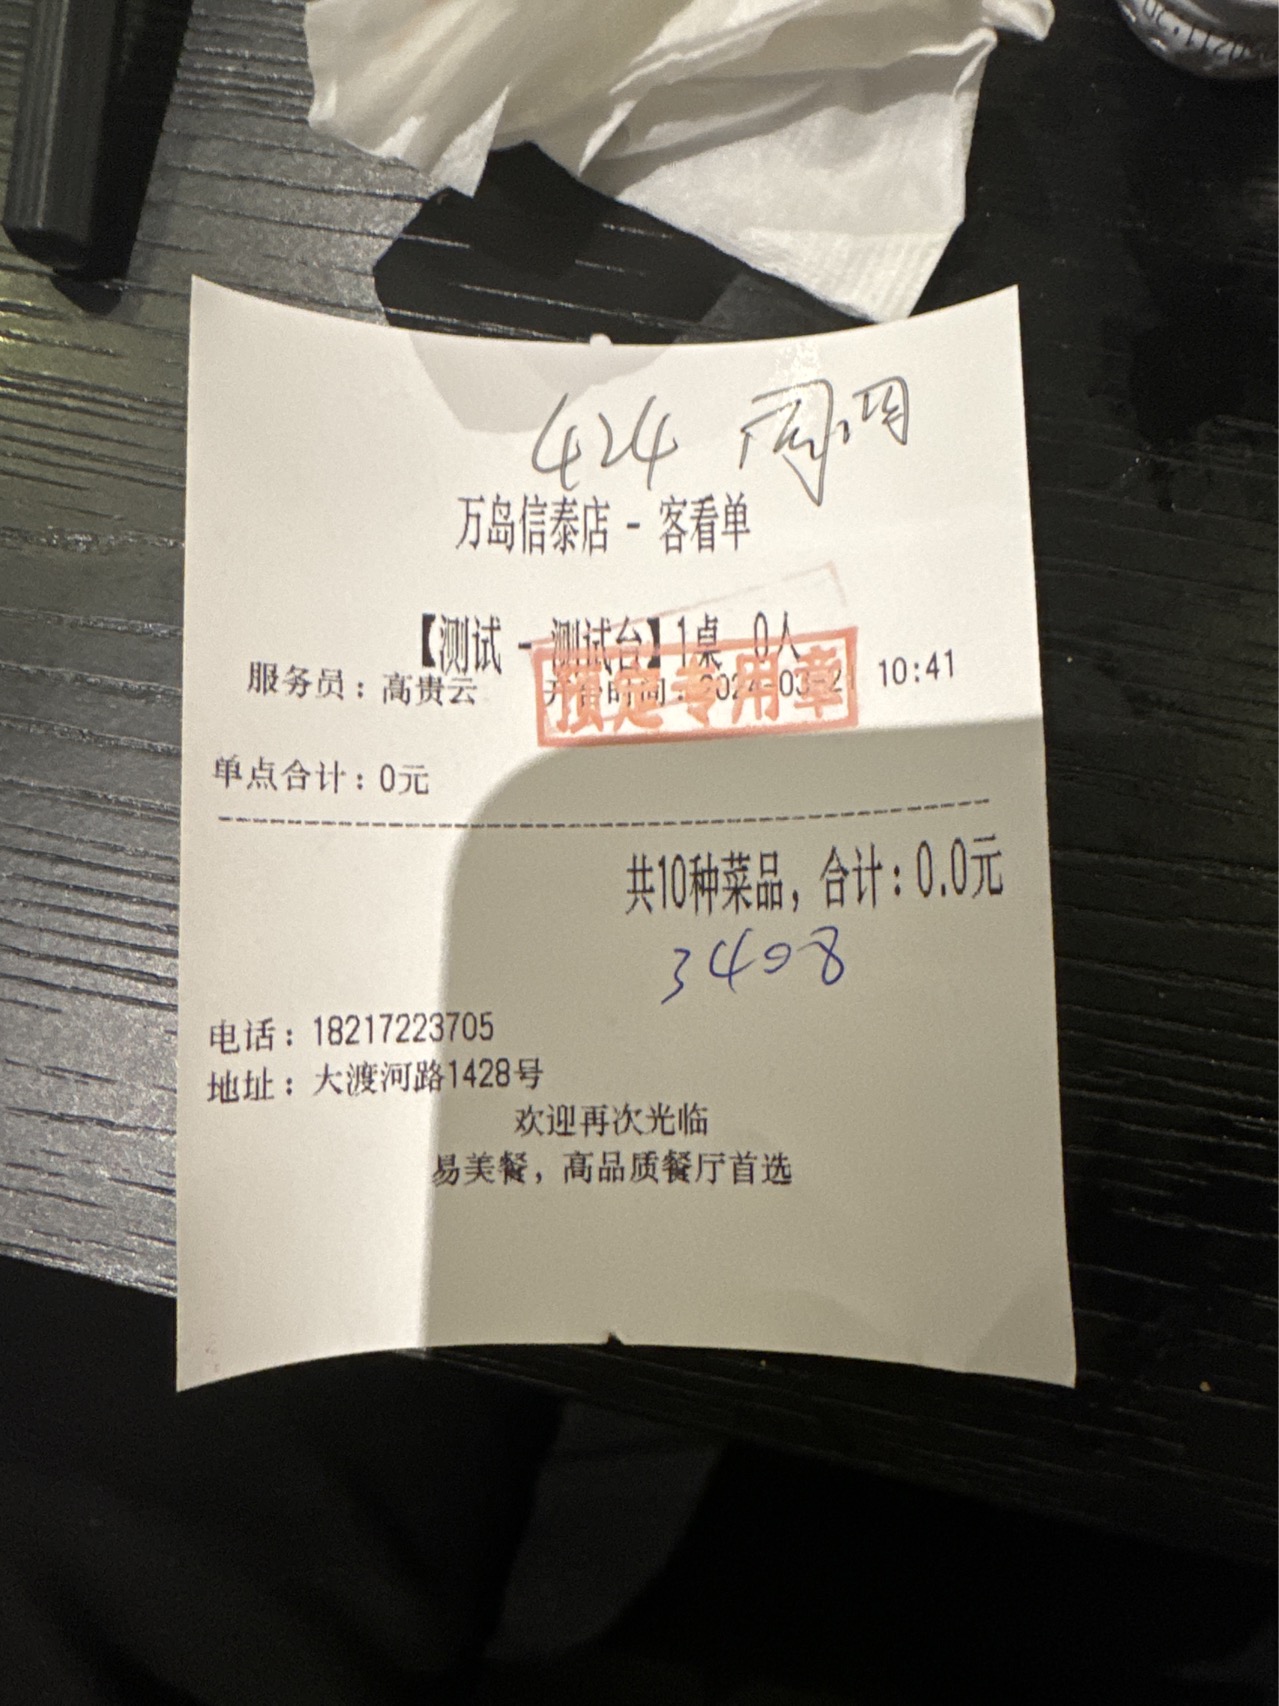 424
万岛信泰店 - 客看单
【测试 - 测试台】1桌 0人
服务员：高贵云 开台时间：2024-03-2 10:41
预定专用章
单点合计：0元
共10种菜品，合计：0.0元
3408
电话：18217223705
地址：大渡河路1428号
欢迎再次光临
易美餐，高品质餐厅首选